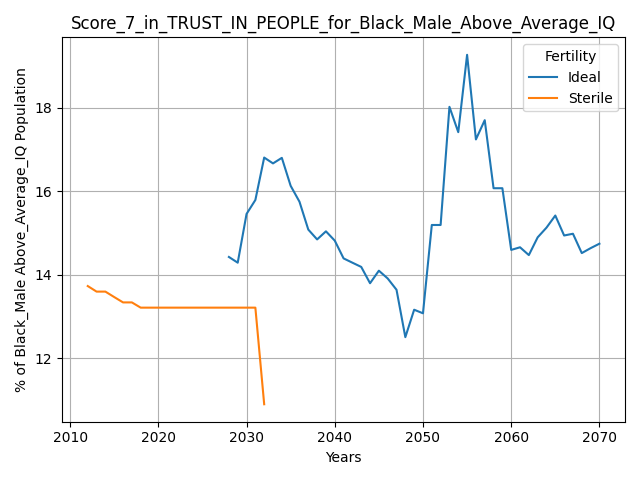 Score_7_in_TRUST_IN_PEOPLE_for_Black_Male_Above_Average_IQ
Fertility
Ideal
Sterile
% of Black_Male Above_Average_IQ Population
18
16
14
12
2010 2020 2030 2040 2050 2060 2070
Years